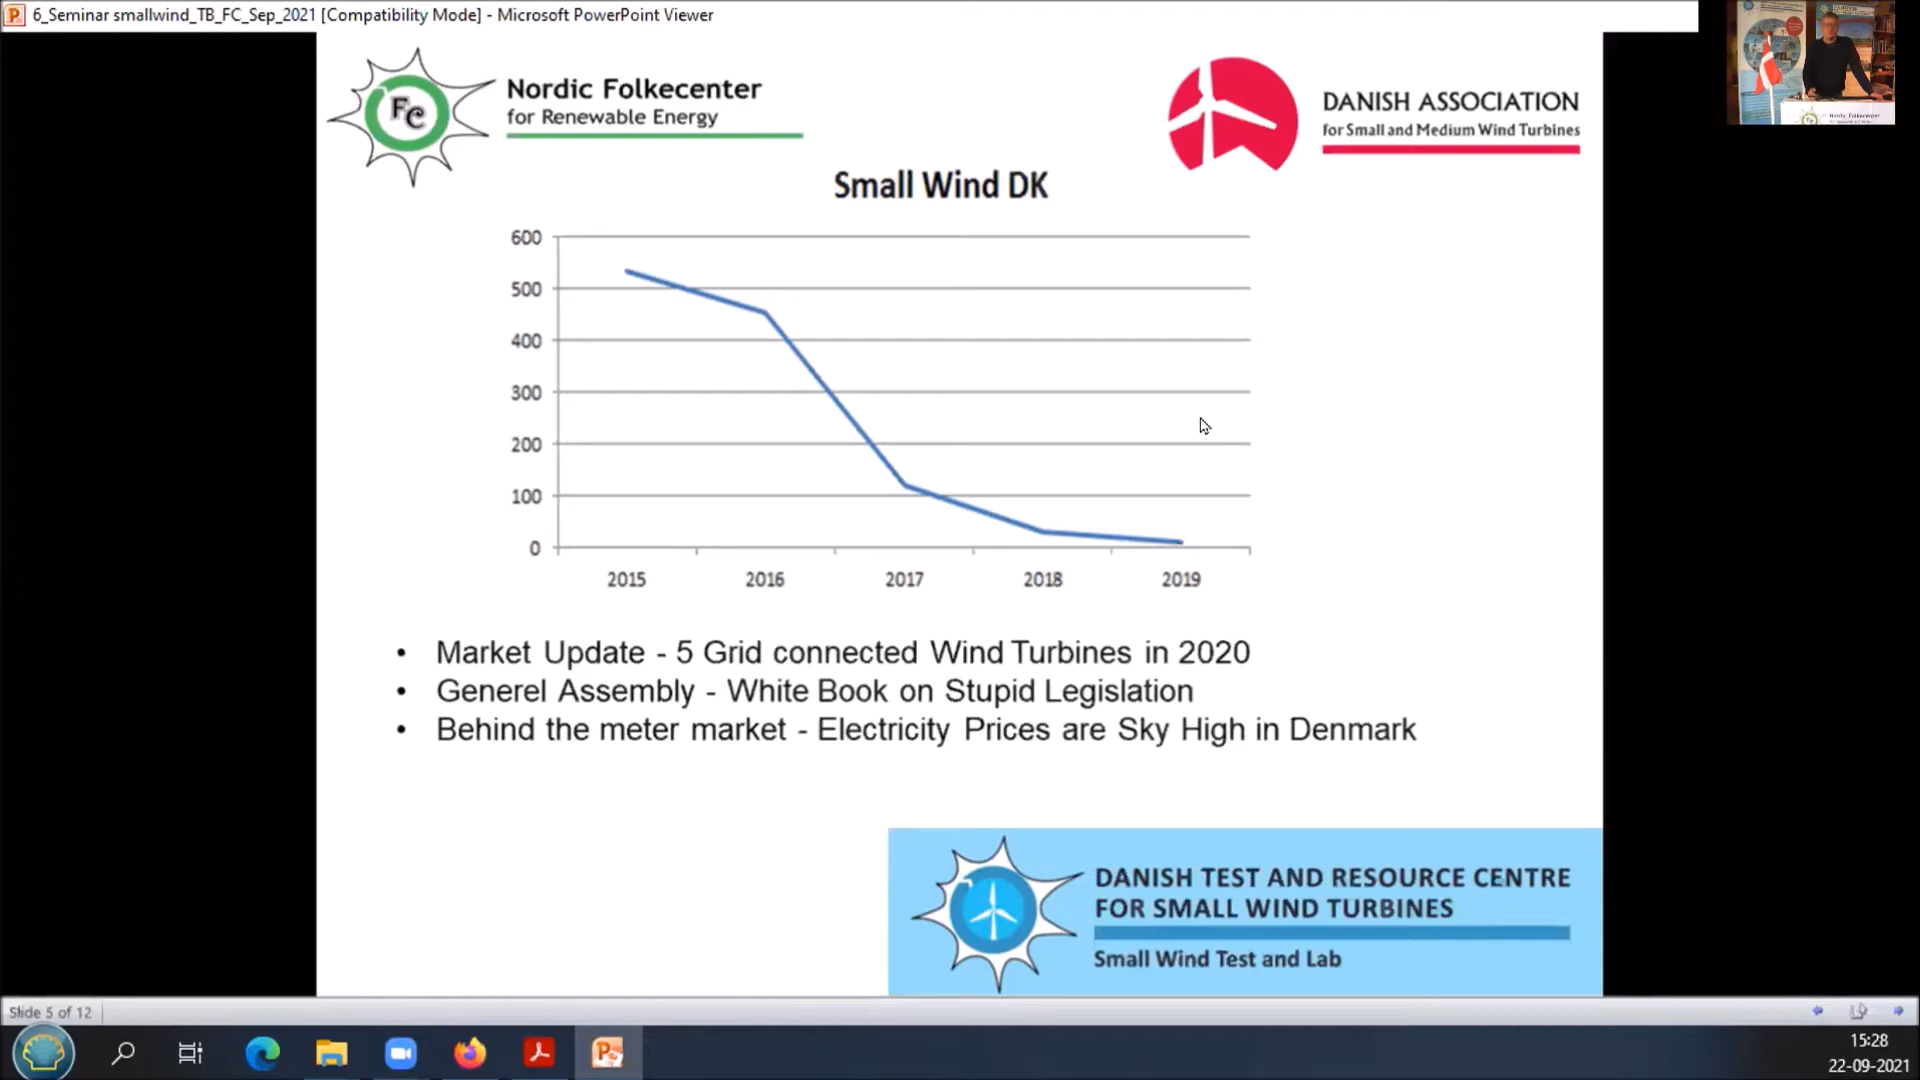 6_Seminar smallwind_TB_FC_Sep_2021 [Compatibility Mode] - Microsoft PowerPoint Viewer
FC
Nordic Folkecenter
for Renewable Energy
DANISH ASSOCIATION
for Small and Medium Wind Turbines
Small Wind DK
600
500
400
300
200
100
0
2015 2016 2017 2018 2019
• Market Update - 5 Grid connected Wind Turbines in 2020
• Generel Assembly - White Book on Stupid Legislation
• Behind the meter market - Electricity Prices are Sky High in Denmark
DANISH TEST AND RESOURCE CENTRE
FOR SMALL WIND TURBINES
Small Wind Test and Lab
Nordic Folkecenter
Slide 5 of 12
15:28
22-09-2021